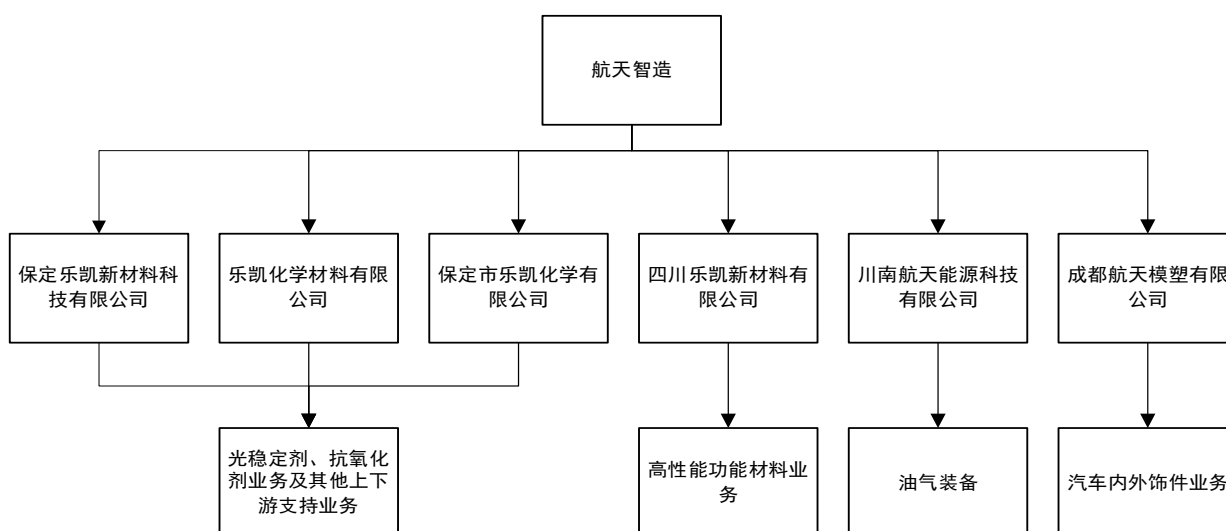 航天智造
保定乐凯新材料科
技有限公司
乐凯化学材料有限
公司
保定市乐凯化学有
限公司
四川乐凯新材料有
限公司
川南航天能源科技
有限公司
成都航天模塑有限
公司
光稳定剂、抗氧化
剂业务及其他上下
游支持业务
高性能功能材料业
务
油气装备
汽车内外饰件业务